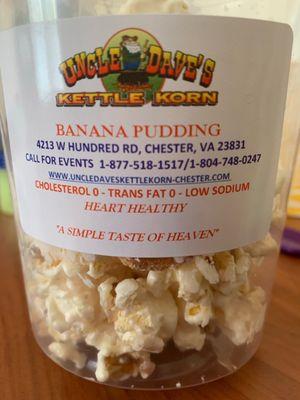 UNCLE DAVE'S
KETTLE KORN
BANANA PUDDING
4213 W HUNDRED RD, CHESTER, VA 23831
CALL FOR EVENTS 1-877-518-1517/1-804-748-0247
WWW.UNCLEDAVESKETTLEKORN-CHESTER.COM
CHOLESTEROL 0 - TRANS FAT 0 - LOW SODIUM
HEART HEALTHY
"A SIMPLE TASTE OF HEAVEN"